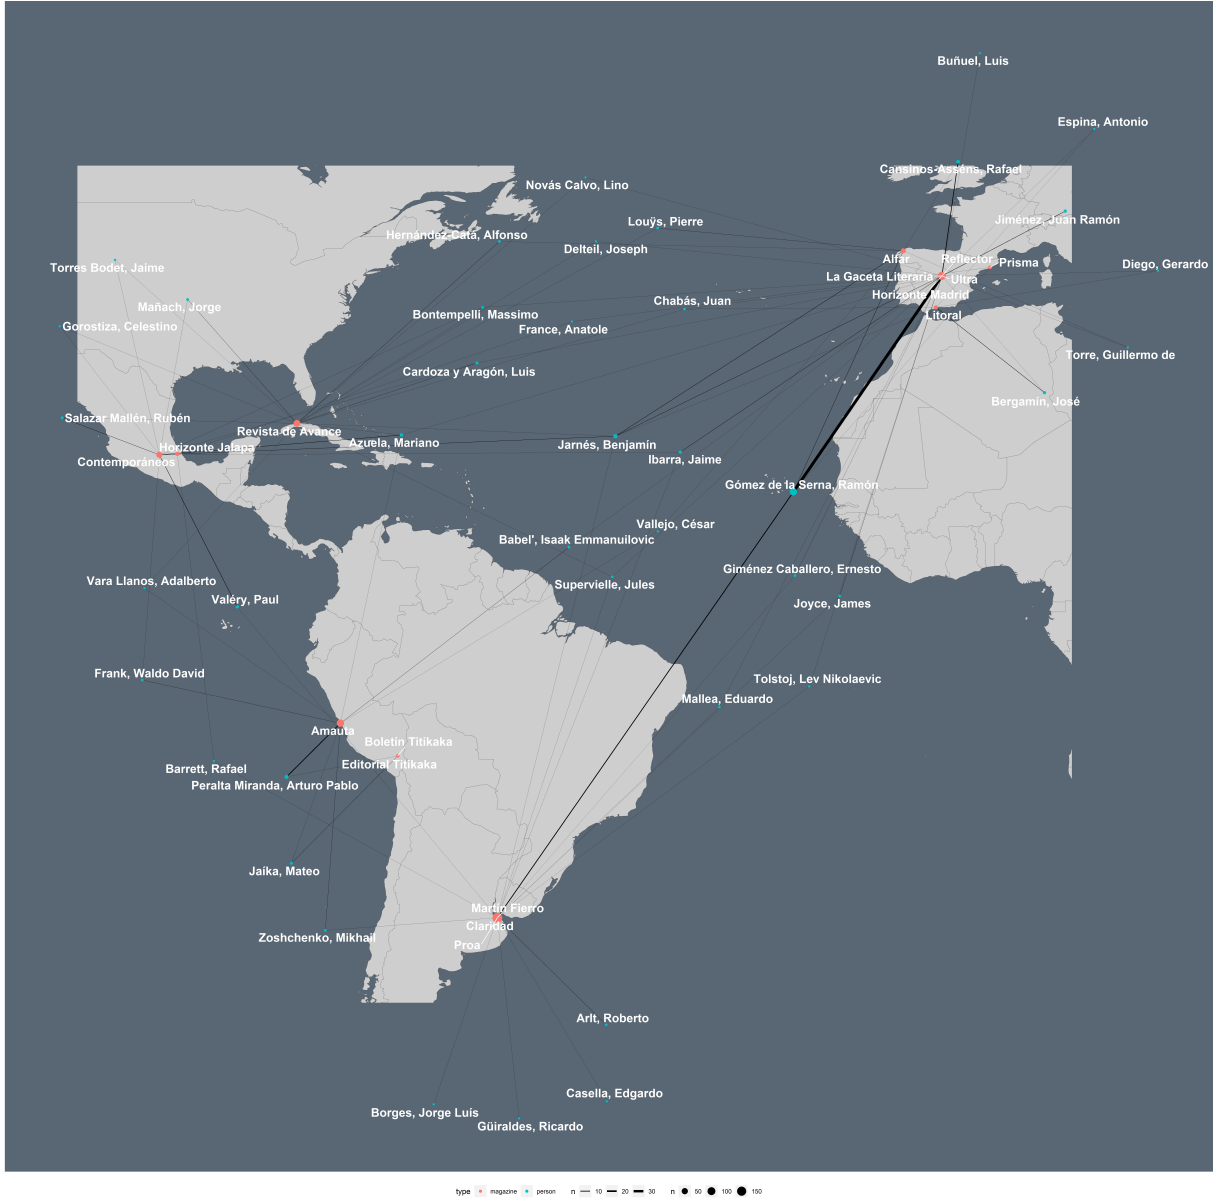 Buñuel, Luis
Espina, Antonio
Cansinos-Asséns, Rafael
Novás Calvo, Lino
Louÿs, Pierre
Jiménez, Juan Ramón
Hernández-Catá, Alfonso
Delteil, Joseph
Alfar
Reflector
Prisma
Diego, Gerardo
Torres Bodet, Jaime
La Gaceta Literaria
Ultra
Horizonte Madrid
Mañach, Jorge
Chabás, Juan
Bontempelli, Massimo
Litoral
Gorostiza, Celestino
France, Anatole
Torre, Guillermo de
Cardoza y Aragón, Luis
Bergamín, José
Salazar Mallén, Rubén
Revista de Avance
Azuela, Mariano
Jarnés, Benjamín
Horizonte Jalapa
Contemporáneos
Ibarra, Jaime
Gómez de la Serna, Ramón
Vallejo, César
Babel', Isaak Emmanuilovic
Vara Llanos, Adalberto
Supervielle, Jules
Giménez Caballero, Ernesto
Valéry, Paul
Joyce, James
Frank, Waldo David
Tolstoj, Lev Nikolaevic
Mallea, Eduardo
Amauta
Boletín Titikaka
Editorial Titikaka
Barrett, Rafael
Peralta Miranda, Arturo Pablo
Jaíka, Mateo
Martín Fierro
Claridad
Zoshchenko, Mikhail
Proa
Arlt, Roberto
Casella, Edgardo
Borges, Jorge Luís
Güiraldes, Ricardo
type magazine person n 10 20 30 n 50 100 150